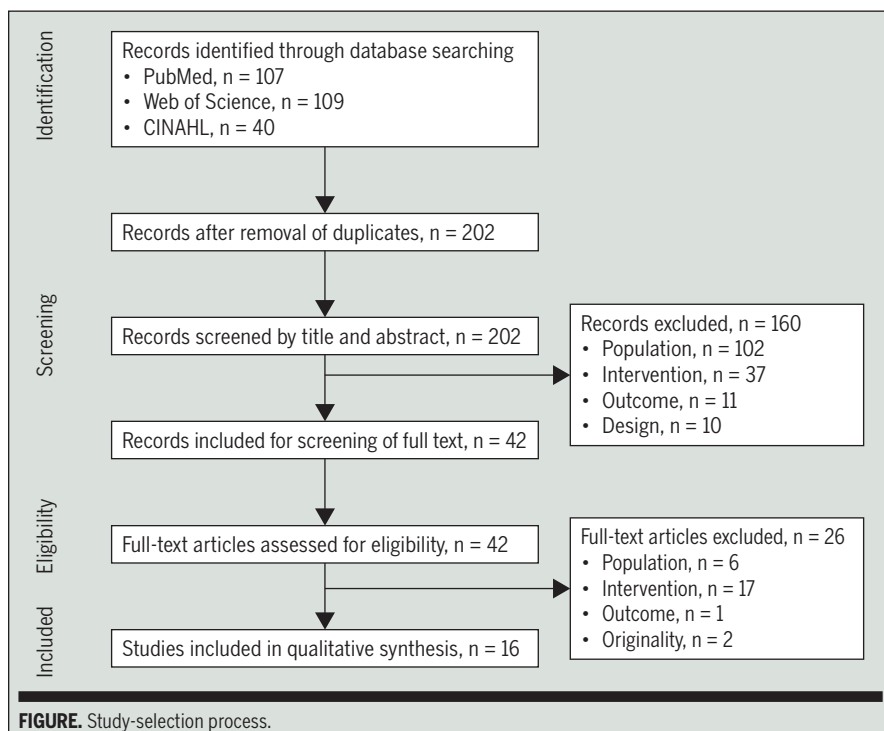 Identification
Records identified through database searching
• PubMed, n = 107
• Web of Science, n = 109
• CINAHL, n = 40
Records after removal of duplicates, n = 202
Screening
Records screened by title and abstract, n = 202
Records excluded, n = 160
• Population, n = 102
• Intervention, n = 37
• Outcome, n = 11
• Design, n = 10
Records included for screening of full text, n = 42
Eligibility
Full-text articles assessed for eligibility, n = 42
Full-text articles excluded, n = 26
• Population, n = 6
• Intervention, n = 17
• Outcome, n = 1
• Originality, n = 2
Included
Studies included in qualitative synthesis, n = 16
FIGURE. Study-selection process.